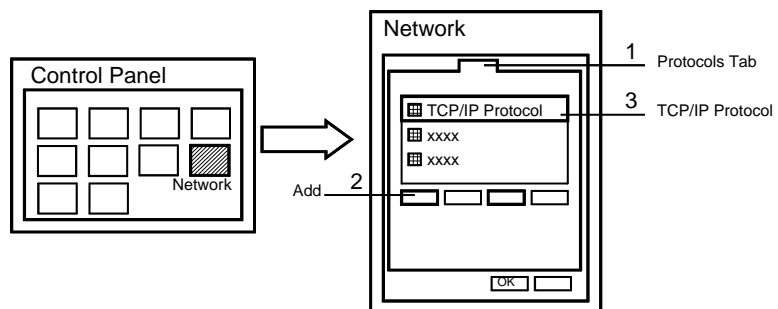 Control Panel
Network
Network
1
Protocols Tab
TCP/IP Protocol
3
TCP/IP Protocol
xxxx
xxxx
Add
2
OK